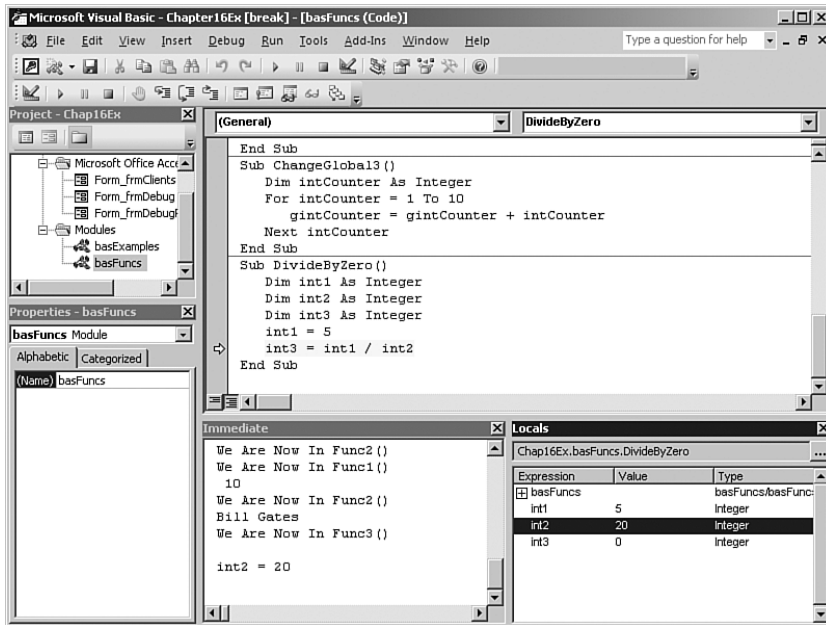 Microsoft Visual Basic - Chapter16Ex [break] - [basFuncs (Code)]
File Edit View Insert Debug Run Tools Add-Ins Window Help
Type a question for help
Project - Chap16Ex
Microsoft Office Acce
Form_frmClients
Form_frmDebug
Form_frmDebugF
Modules
basExamples
basFuncs
Properties - basFuncs
basFuncs Module
Alphabetic Categorized
(Name) basFuncs
(General) DivideByZero
End Sub
Sub ChangeGlobal3()
Dim intCounter As Integer
For intCounter = 1 To 10
gintCounter = gintCounter + intCounter
Next intCounter
End Sub
Sub DivideByZero()
Dim int1 As Integer
Dim int2 As Integer
Dim int3 As Integer
int1 = 5
int3 = int1 / int2
End Sub
Immediate
We Are Now In Func2()
We Are Now In Func1()
10
We Are Now In Func2()
Bill Gates
We Are Now In Func3()
int2 = 20
Locals
Chap16Ex.basFuncs.DivideByZero ...
Expression Value Type
basFuncs basFuncs/basFunc
int1 5 Integer
int2 20 Integer
int3 0 Integer